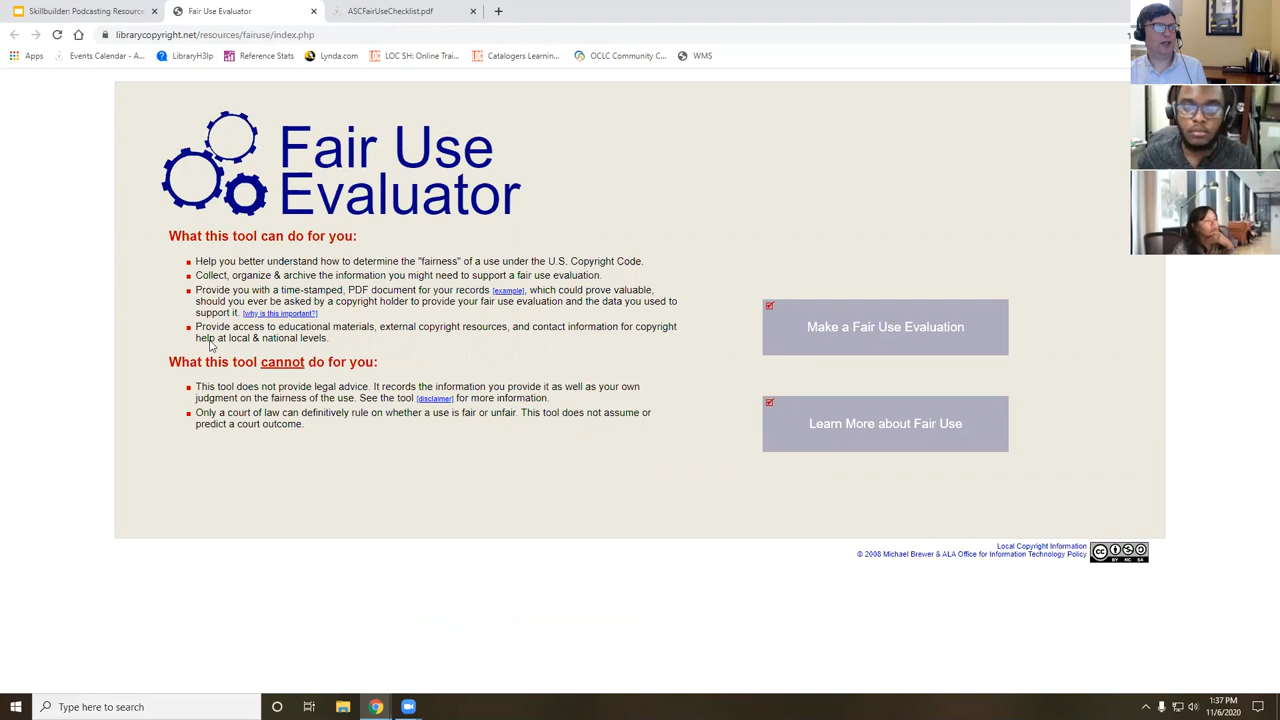 Skillbuilder: Podcasting Resource
Fair Use Evaluator
ASCFairUseChecklist.pdf
librarycopyright.net/resources/fairuse/index.php
Apps
Events Calendar - A...
LibraryH3lp
Reference Stats
Lynda.com
LOC SH: Online Trai...
Catalogers Learnin...
OCLC Community C...
WMS
Fair Use
Evaluator
What this tool can do for you:
Help you better understand how to determine the "fairness" of a use under the U.S. Copyright Code.
Collect, organize & archive the information you might need to support a fair use evaluation.
Provide you with a time-stamped, PDF document for your records [example], which could prove valuable,
should you ever be asked by a copyright holder to provide your fair use evaluation and the data you used to
support it. [why is this important?]
Provide access to educational materials, external copyright resources, and contact information for copyright
help at local & national levels.
What this tool cannot do for you:
This tool does not provide legal advice. It records the information you provide it as well as your own
judgment on the fairness of the use. See the tool [disclaimer] for more information.
Only a court of law can definitively rule on whether a use is fair or unfair. This tool does not assume or
predict a court outcome.
Make a Fair Use Evaluation
Learn More about Fair Use
Local Copyright Information
© 2008 Michael Brewer & ALA Office for Information Technology Policy
CC
BY NC SA
Type here to search
1:37 PM
11/6/2020